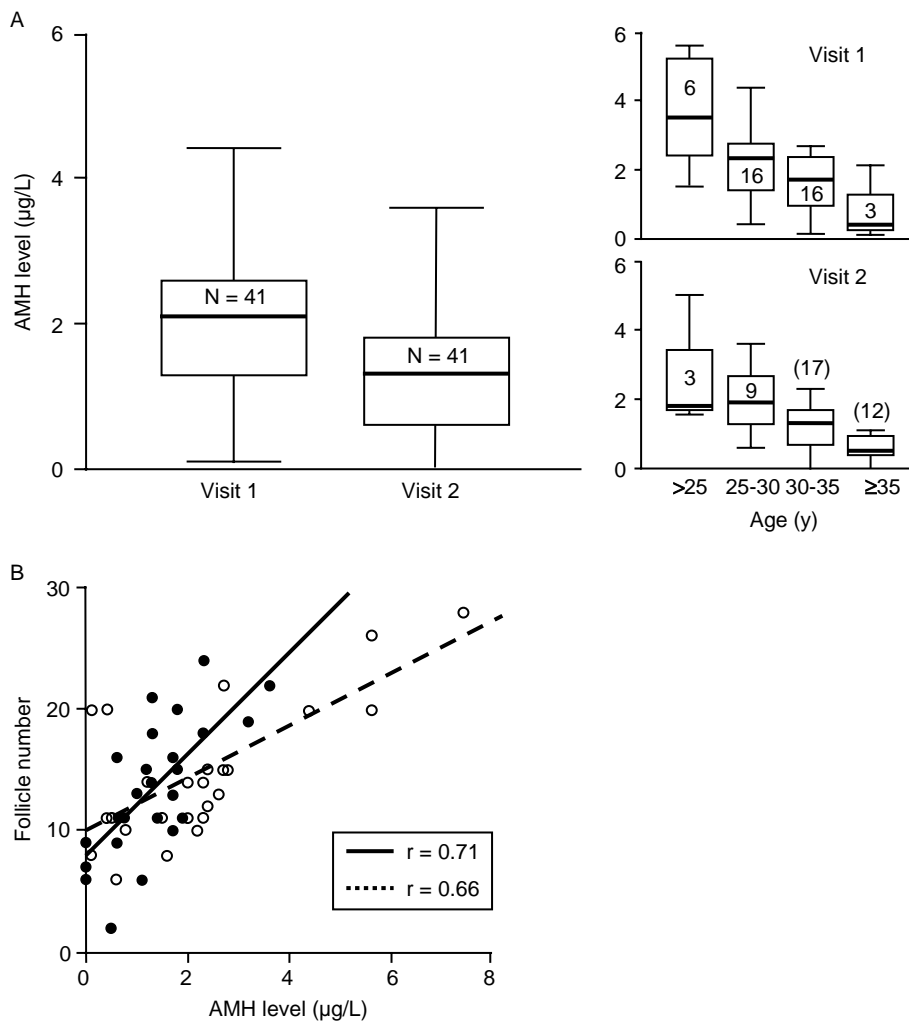 A
6
4
2
0
AMH level (µg/L)
N = 41
N = 41
Visit 1
Visit 2
6
4
2
0
Visit 1
6
16
16
3
6
4
2
0
Visit 2
3
9
(17)
(12)
>25
25-30
30-35
≥35
Age (y)
B
30
20
10
0
Follicle number
r = 0.71
r = 0.66
0
2
4
6
8
AMH level (µg/L)